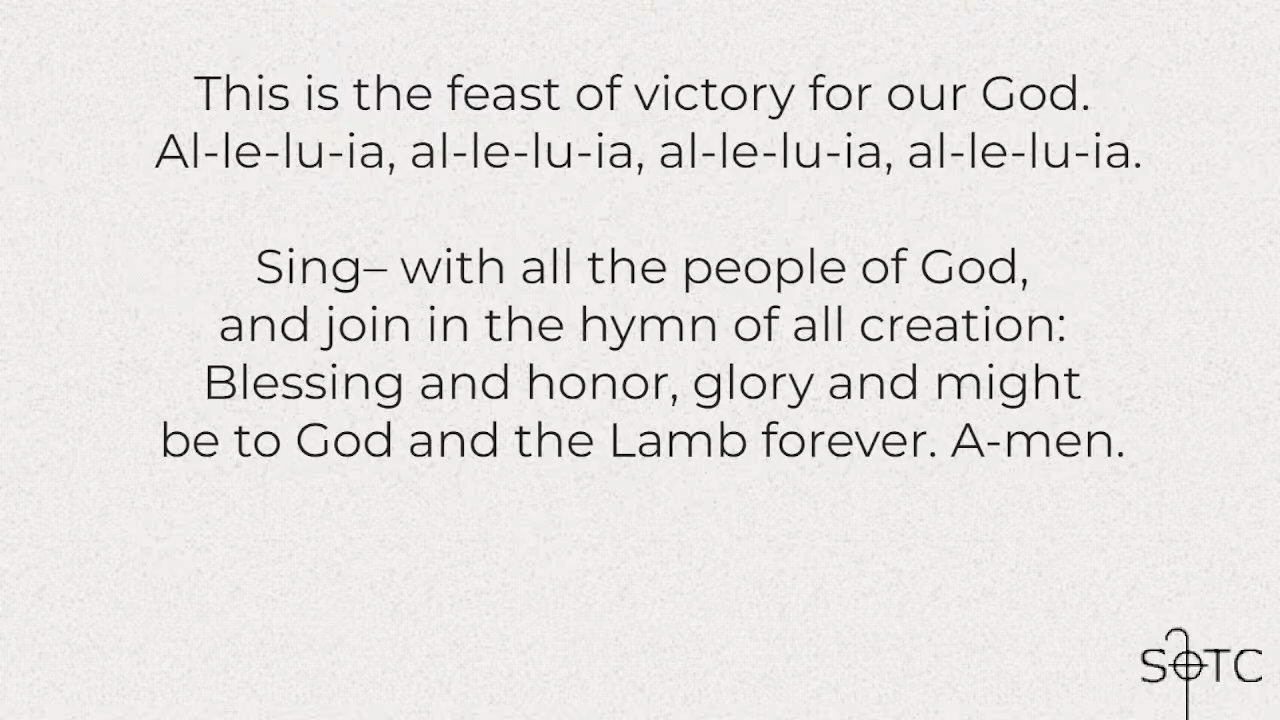 This is the feast of victory for our God.
Al-le-lu-ia, al-le-lu-ia, al-le-lu-ia, al-le-lu-ia.
Sing– with all the people of God,
and join in the hymn of all creation:
Blessing and honor, glory and might
be to God and the Lamb forever. A-men.
SOTC